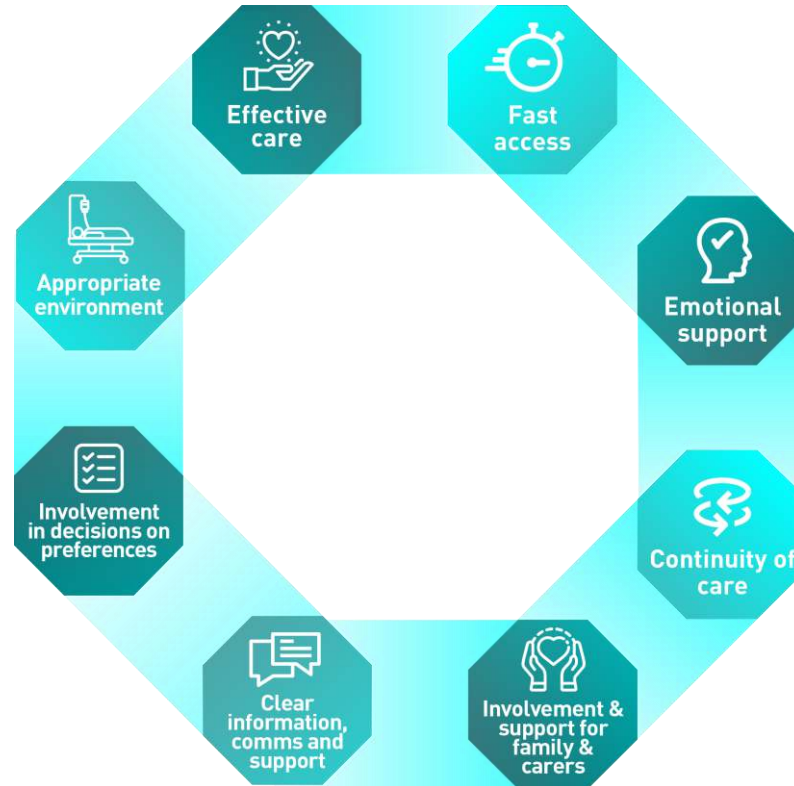 Effective
care
Fast
access
Emotional
support
Continuity of
care
Involvement &
support for
family &
carers
Clear
information,
comms and
support
Involvement
in decisions on
preferences
Appropriate
environment